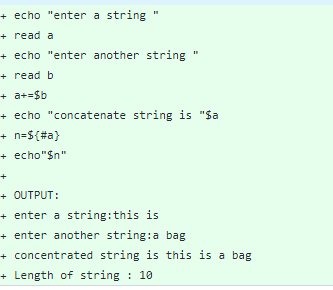 + echo "enter a string "
+ read a
+ echo "enter another string "
+ read b
+ a+=$b
+ echo "concatenate string is "$a
+ n=${#a}
+ echo"$n"
+
+ OUTPUT:
+ enter a string:this is
+ enter another string:a bag
+ concentrated string is this is a bag
+ Length of string : 10